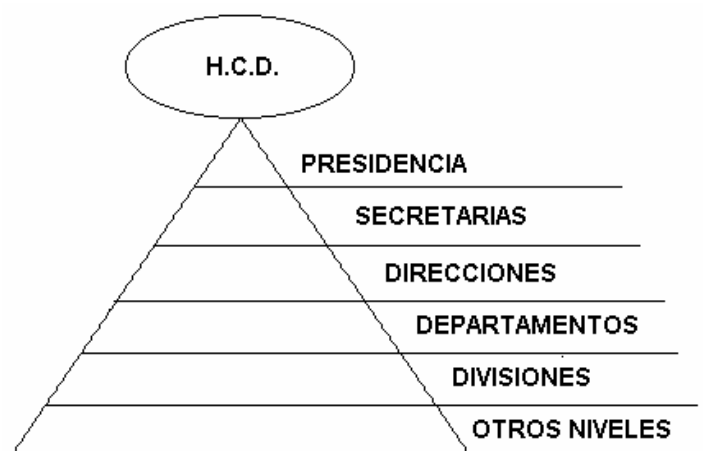 H.C.D.
PRESIDENCIA
SECRETARIAS
DIRECCIONES
DEPARTAMENTOS
DIVISIONES
OTROS NIVELES